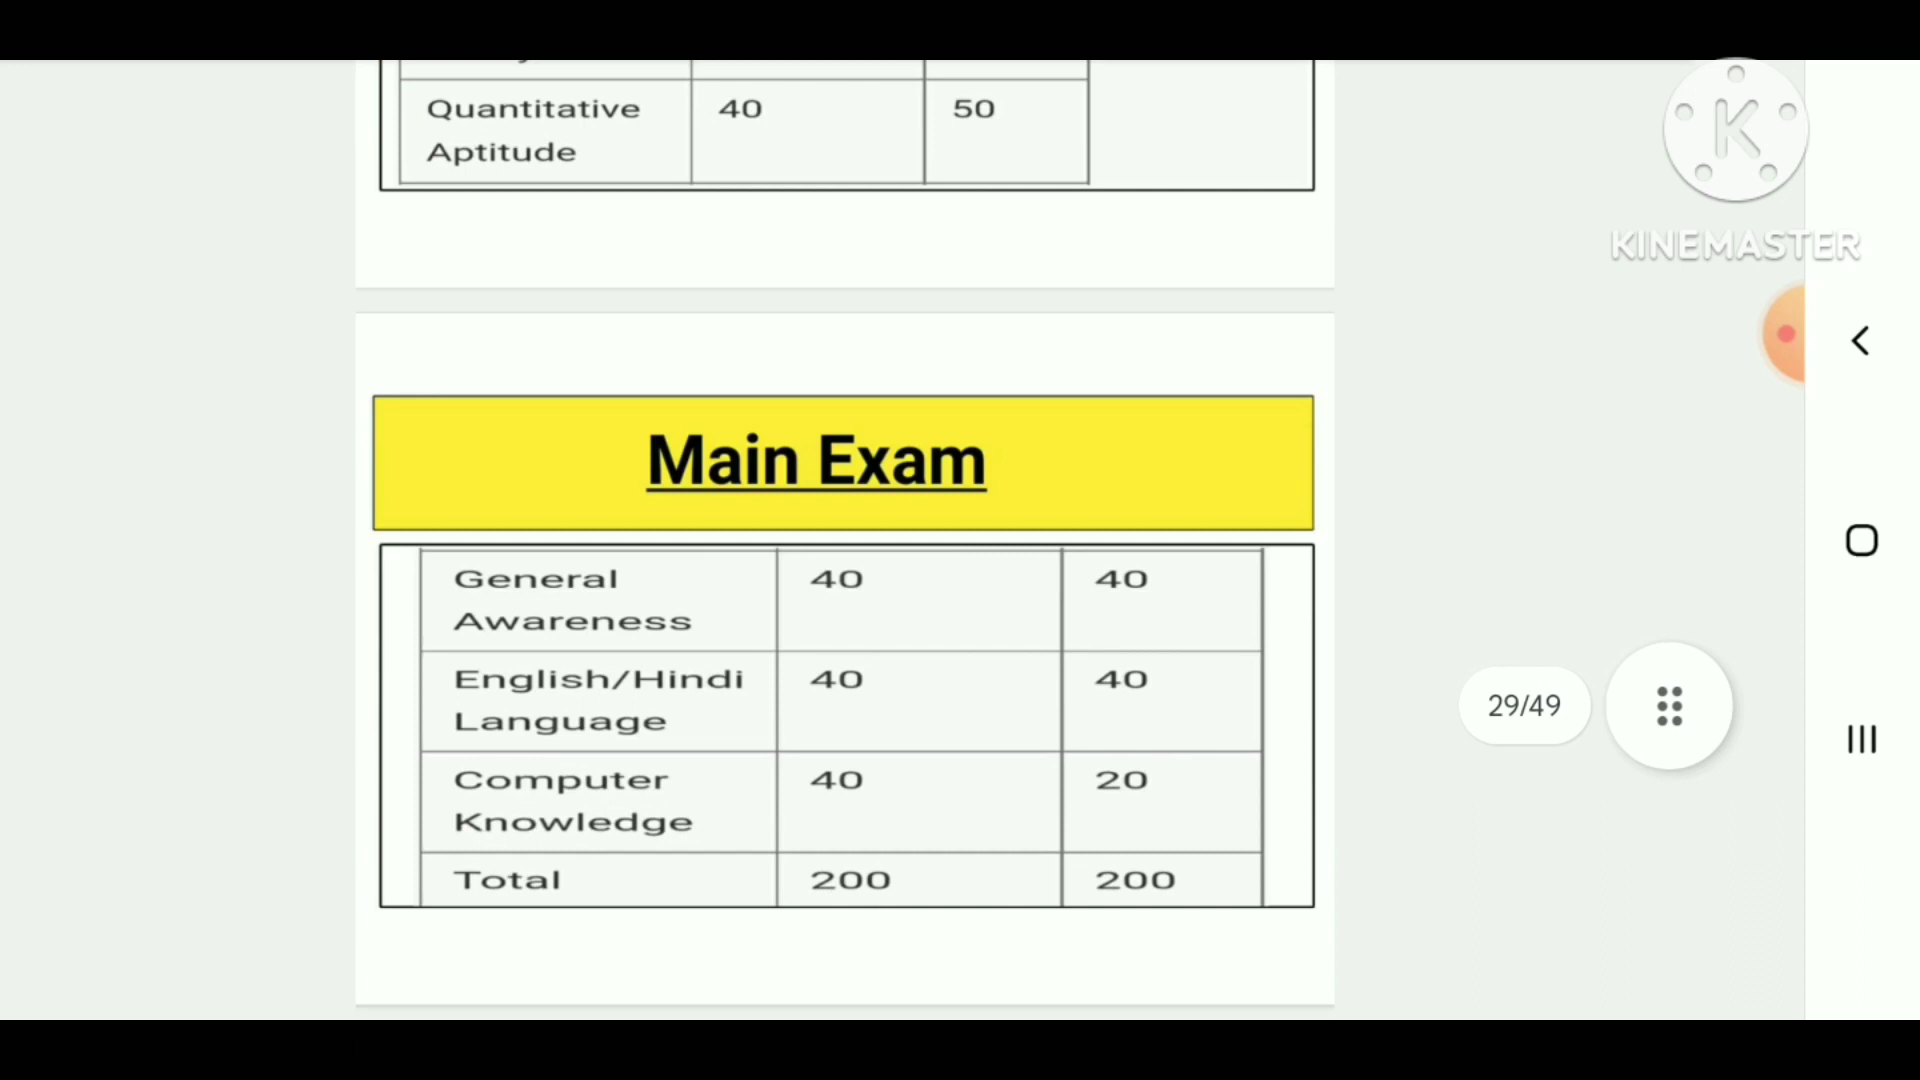 Quantitative 40 50
Aptitude
K
KINEMASTER
Main Exam
General 40 40
Awareness
English/Hindi 40 40
Language
29/49
Computer 40 20
Knowledge
Total 200 200